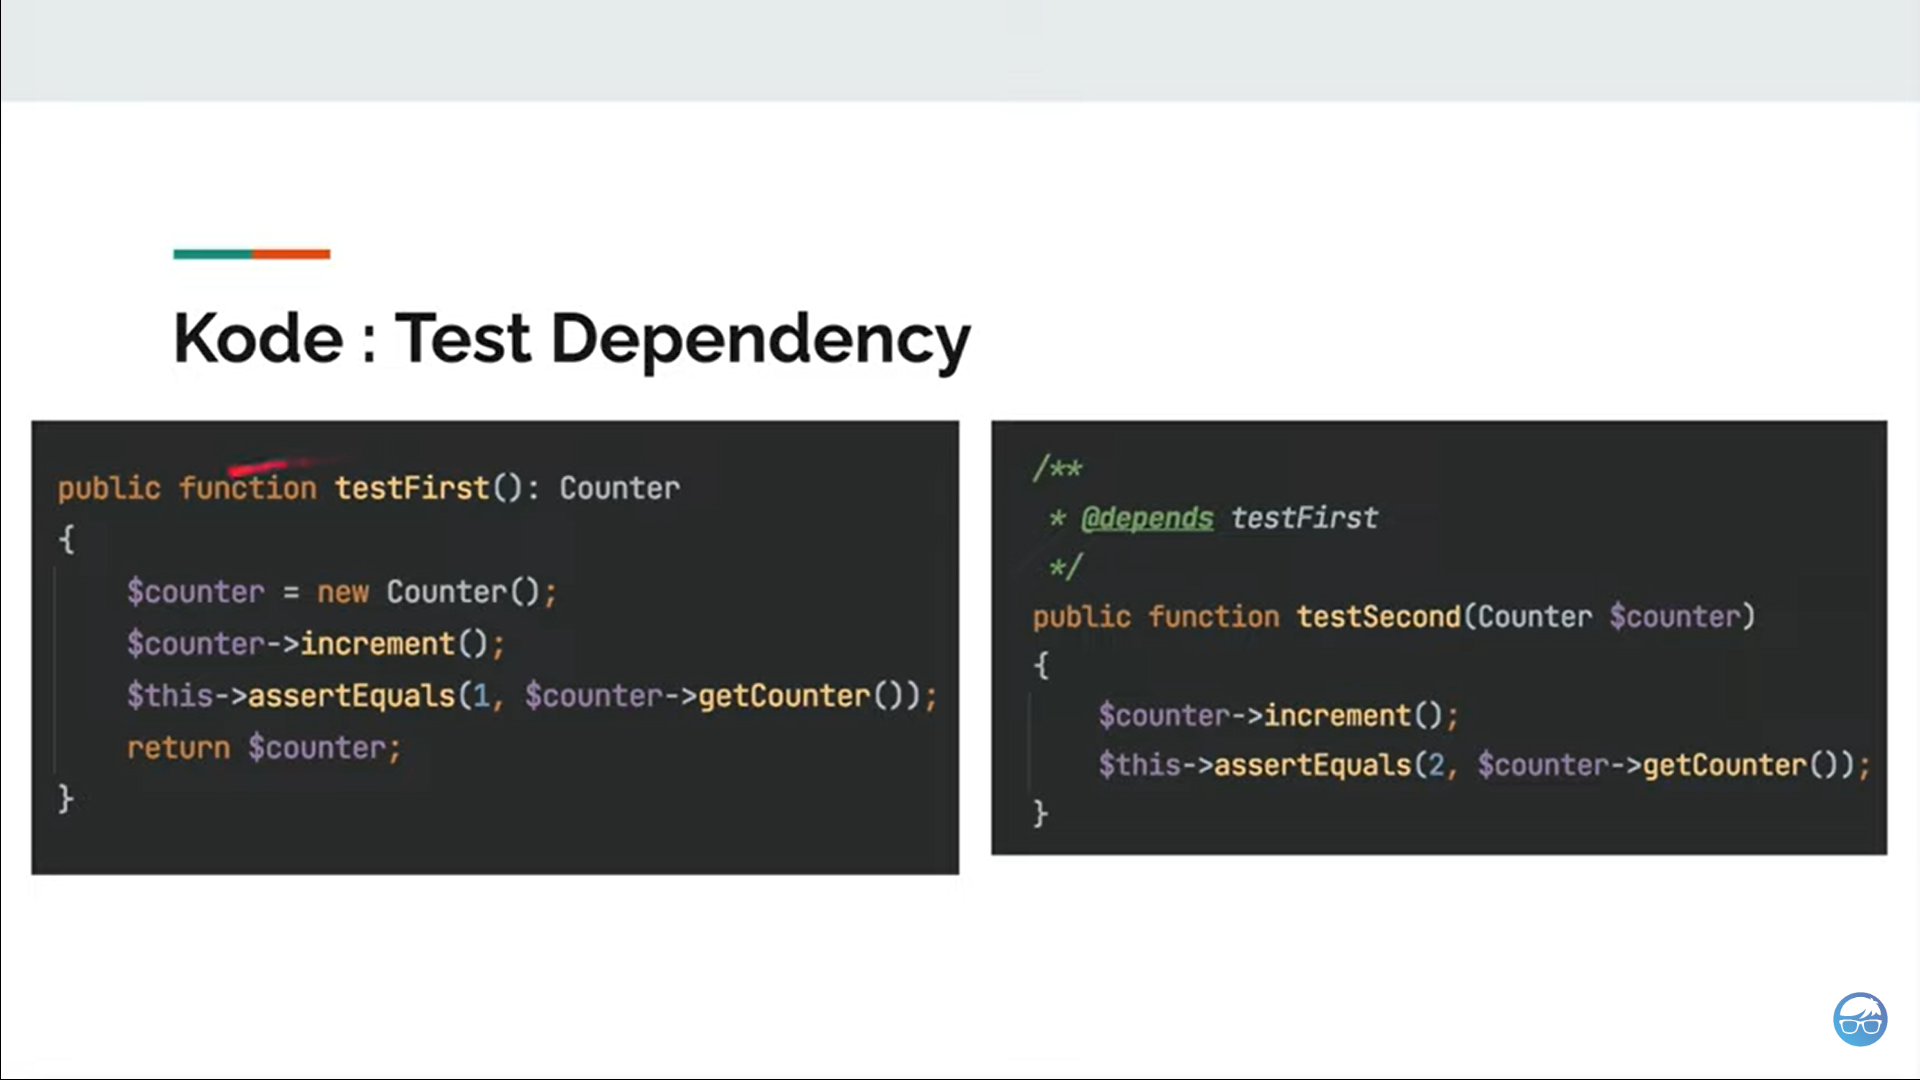 Kode : Test Dependency
public function testFirst(): Counter
{
$counter = new Counter();
$counter->increment();
$this->assertEquals(1, $counter->getCounter());
return $counter;
}
/**
* @depends testFirst
*/
public function testSecond(Counter $counter)
{
$counter->increment();
$this->assertEquals(2, $counter->getCounter());
}